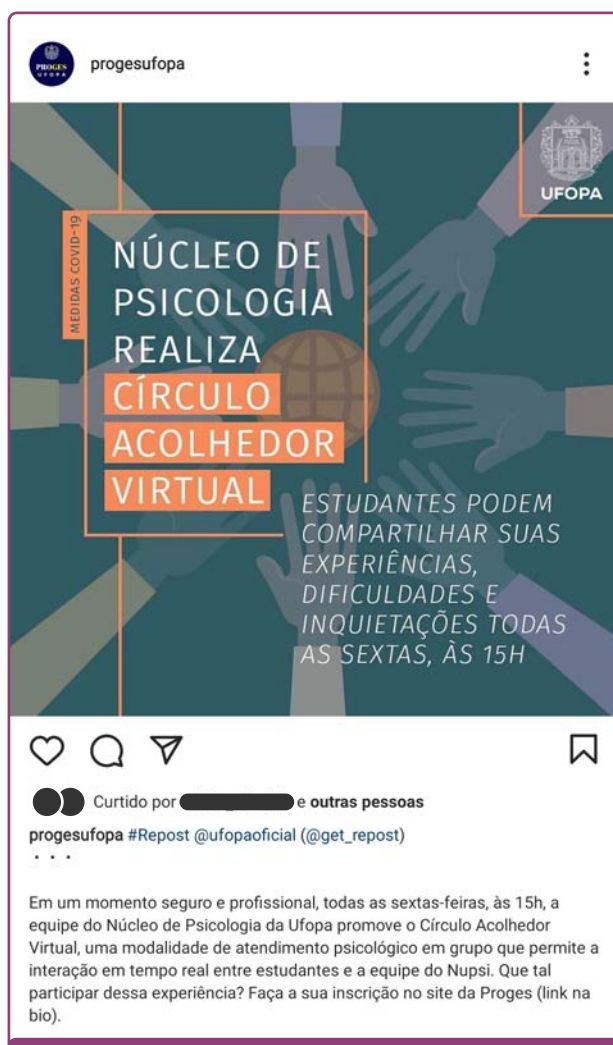 PROGES
UFOPA
progesufopa
UFOPA
MEDIDAS COVID-19
NÚCLEO DE
PSICOLOGIA
REALIZA
CÍRCULO
ACOLHEDOR
VIRTUAL
ESTUDANTES PODEM
COMPARTILHAR SUAS
EXPERIÊNCIAS,
DIFICULDADES E
INQUIETAÇÕES TODAS
AS SEXTAS, ÀS 15H
Curtido por e outras pessoas
progesufopa #Repost @ufopaoficial (@get_repost)
· · ·
Em um momento seguro e profissional, todas as sextas-feiras, às 15h, a
equipe do Núcleo de Psicologia da Ufopa promove o Círculo Acolhedor
Virtual, uma modalidade de atendimento psicológico em grupo que permite a
interação em tempo real entre estudantes e a equipe do Nupsi. Que tal
participar dessa experiência? Faça a sua inscrição no site da Proges (link na
bio).